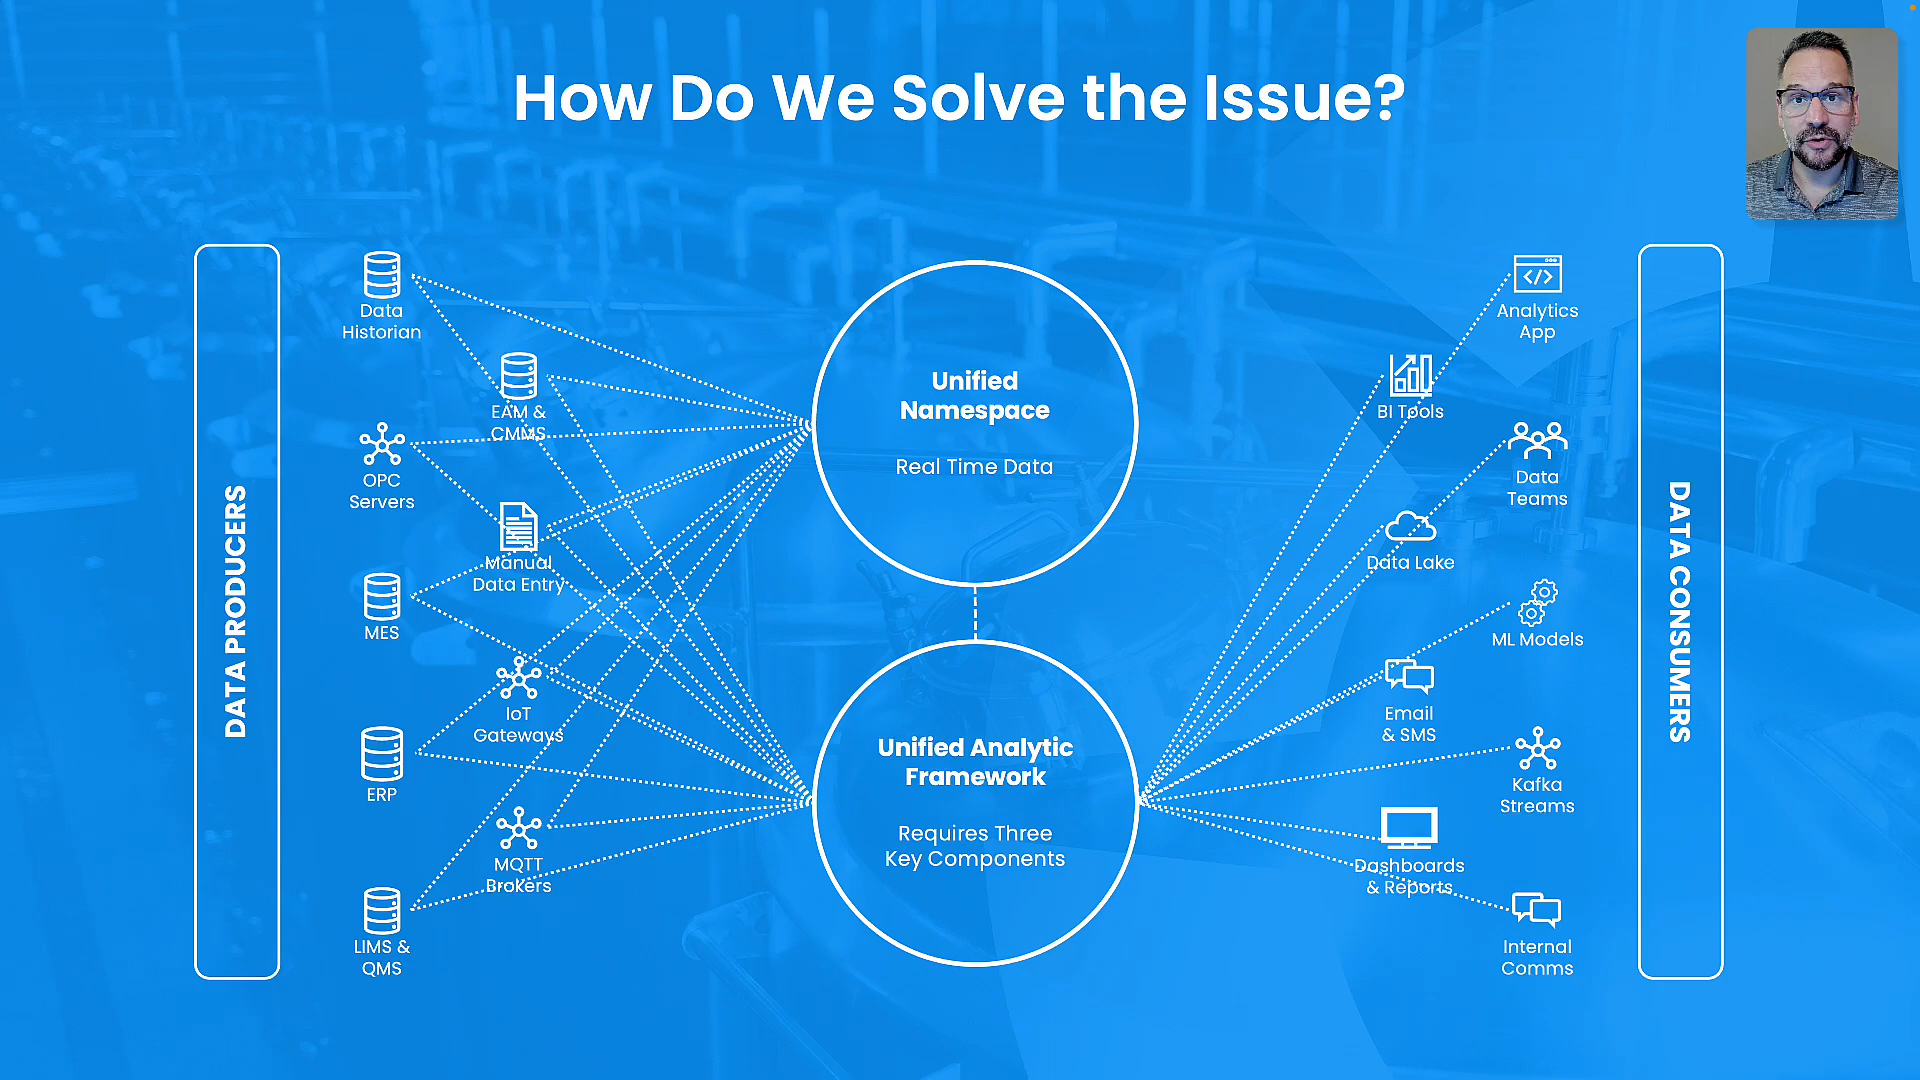 How Do We Solve the Issue?
DATA PRODUCERS
Data
Historian
EAM &
CMMS
OPC
Servers
Manual
Data Entry
MES
IoT
Gateways
ERP
MQTT
Brokers
LIMS &
QMS
Unified
Namespace
Real Time Data
Unified Analytic
Framework
Requires Three
Key Components
Analytics
App
BI Tools
Data
Teams
Data Lake
ML Models
Email
& SMS
Kafka
Streams
Dashboards
& Reports
Internal
Comms
DATA CONSUMERS